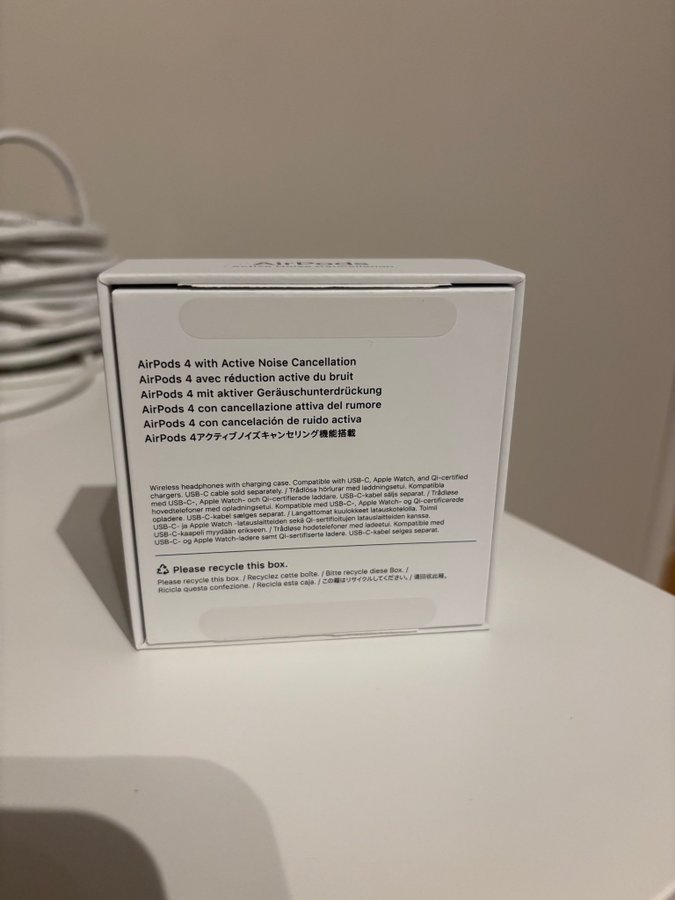 AirPods
Active Noise Cancellation
AirPods 4 with Active Noise Cancellation
AirPods 4 avec réduction active du bruit
AirPods 4 mit aktiver Geräuschunterdrückung
AirPods 4 con cancellazione attiva del rumore
AirPods 4 con cancelación de ruido activa
AirPods 4アクティブノイズキャンセリング機能搭載
Wireless headphones with charging case. Compatible with USB-C, Apple Watch, and Qi-certified
chargers. USB-C cable sold separately. / Trådlösa hörlurar med laddningsetui. Kompatibla
med USB-C-, Apple Watch- och Qi-certifierade laddare. USB-C-kabel säljs separat. / Trådløse
hovedtelefoner med opladningsetui. Kompatible med USB-C-, Apple Watch- og Qi-certificerede
opladere. USB-C-kabel sælges separat. / Langattomat kuulokkeet latauskotelolla. Toimii
USB-C- ja Apple Watch -latauslaitteiden sekä Qi-sertifioitujen latauslaitteiden kanssa.
USB-C-kaapeli myydään erikseen. / Trådløse hodetelefoner med ladeetui. Kompatible med
USB-C- og Apple Watch-ladere samt Qi-sertifiserte ladere. USB-C-kabel selges separat.
Please recycle this box.
Please recycle this box. / Recyclez cette boîte. / Bitte recycle diese Box. /
Ricicla questa confezione. / Recicla esta caja. / この箱はリサイクルしてください。/ 请回收此箱。